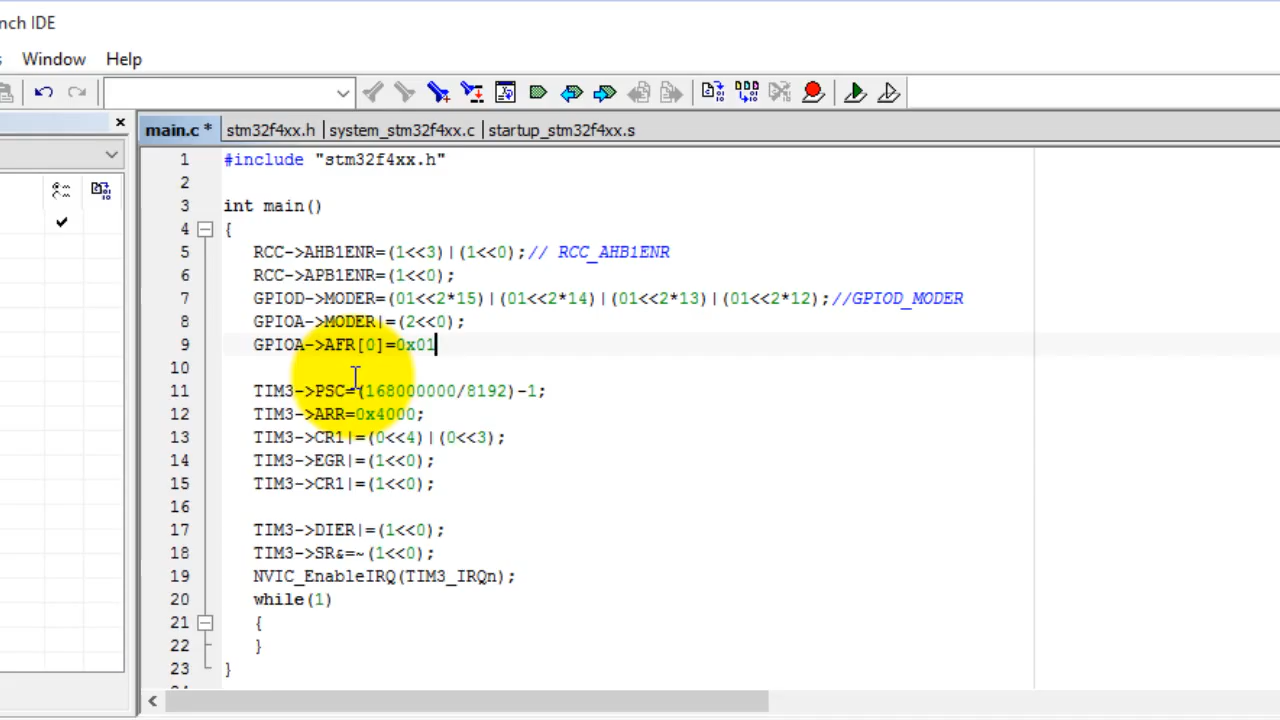 nch IDE
s Window Help
main.c * stm32f4xx.h system_stm32f4xx.c startup_stm32f4xx.s
1 #include "stm32f4xx.h"
2
3 int main()
4 {
5 RCC->AHB1ENR=(1<<3)|(1<<0);// RCC_AHB1ENR
6 RCC->APB1ENR=(1<<0);
7 GPIOD->MODER=(01<<2*15)|(01<<2*14)|(01<<2*13)|(01<<2*12);//GPIOD_MODER
8 GPIOA->MODER|=(2<<0);
9 GPIOA->AFR[0]=0x01
10
11 TIM3->PSC=(168000000/8192)-1;
12 TIM3->ARR=0x4000;
13 TIM3->CR1|=(0<<4)|(0<<3);
14 TIM3->EGR|=(1<<0);
15 TIM3->CR1|=(1<<0);
16
17 TIM3->DIER|=(1<<0);
18 TIM3->SR&=~(1<<0);
19 NVIC_EnableIRQ(TIM3_IRQn);
20 while(1)
21 {
22 }
23 }